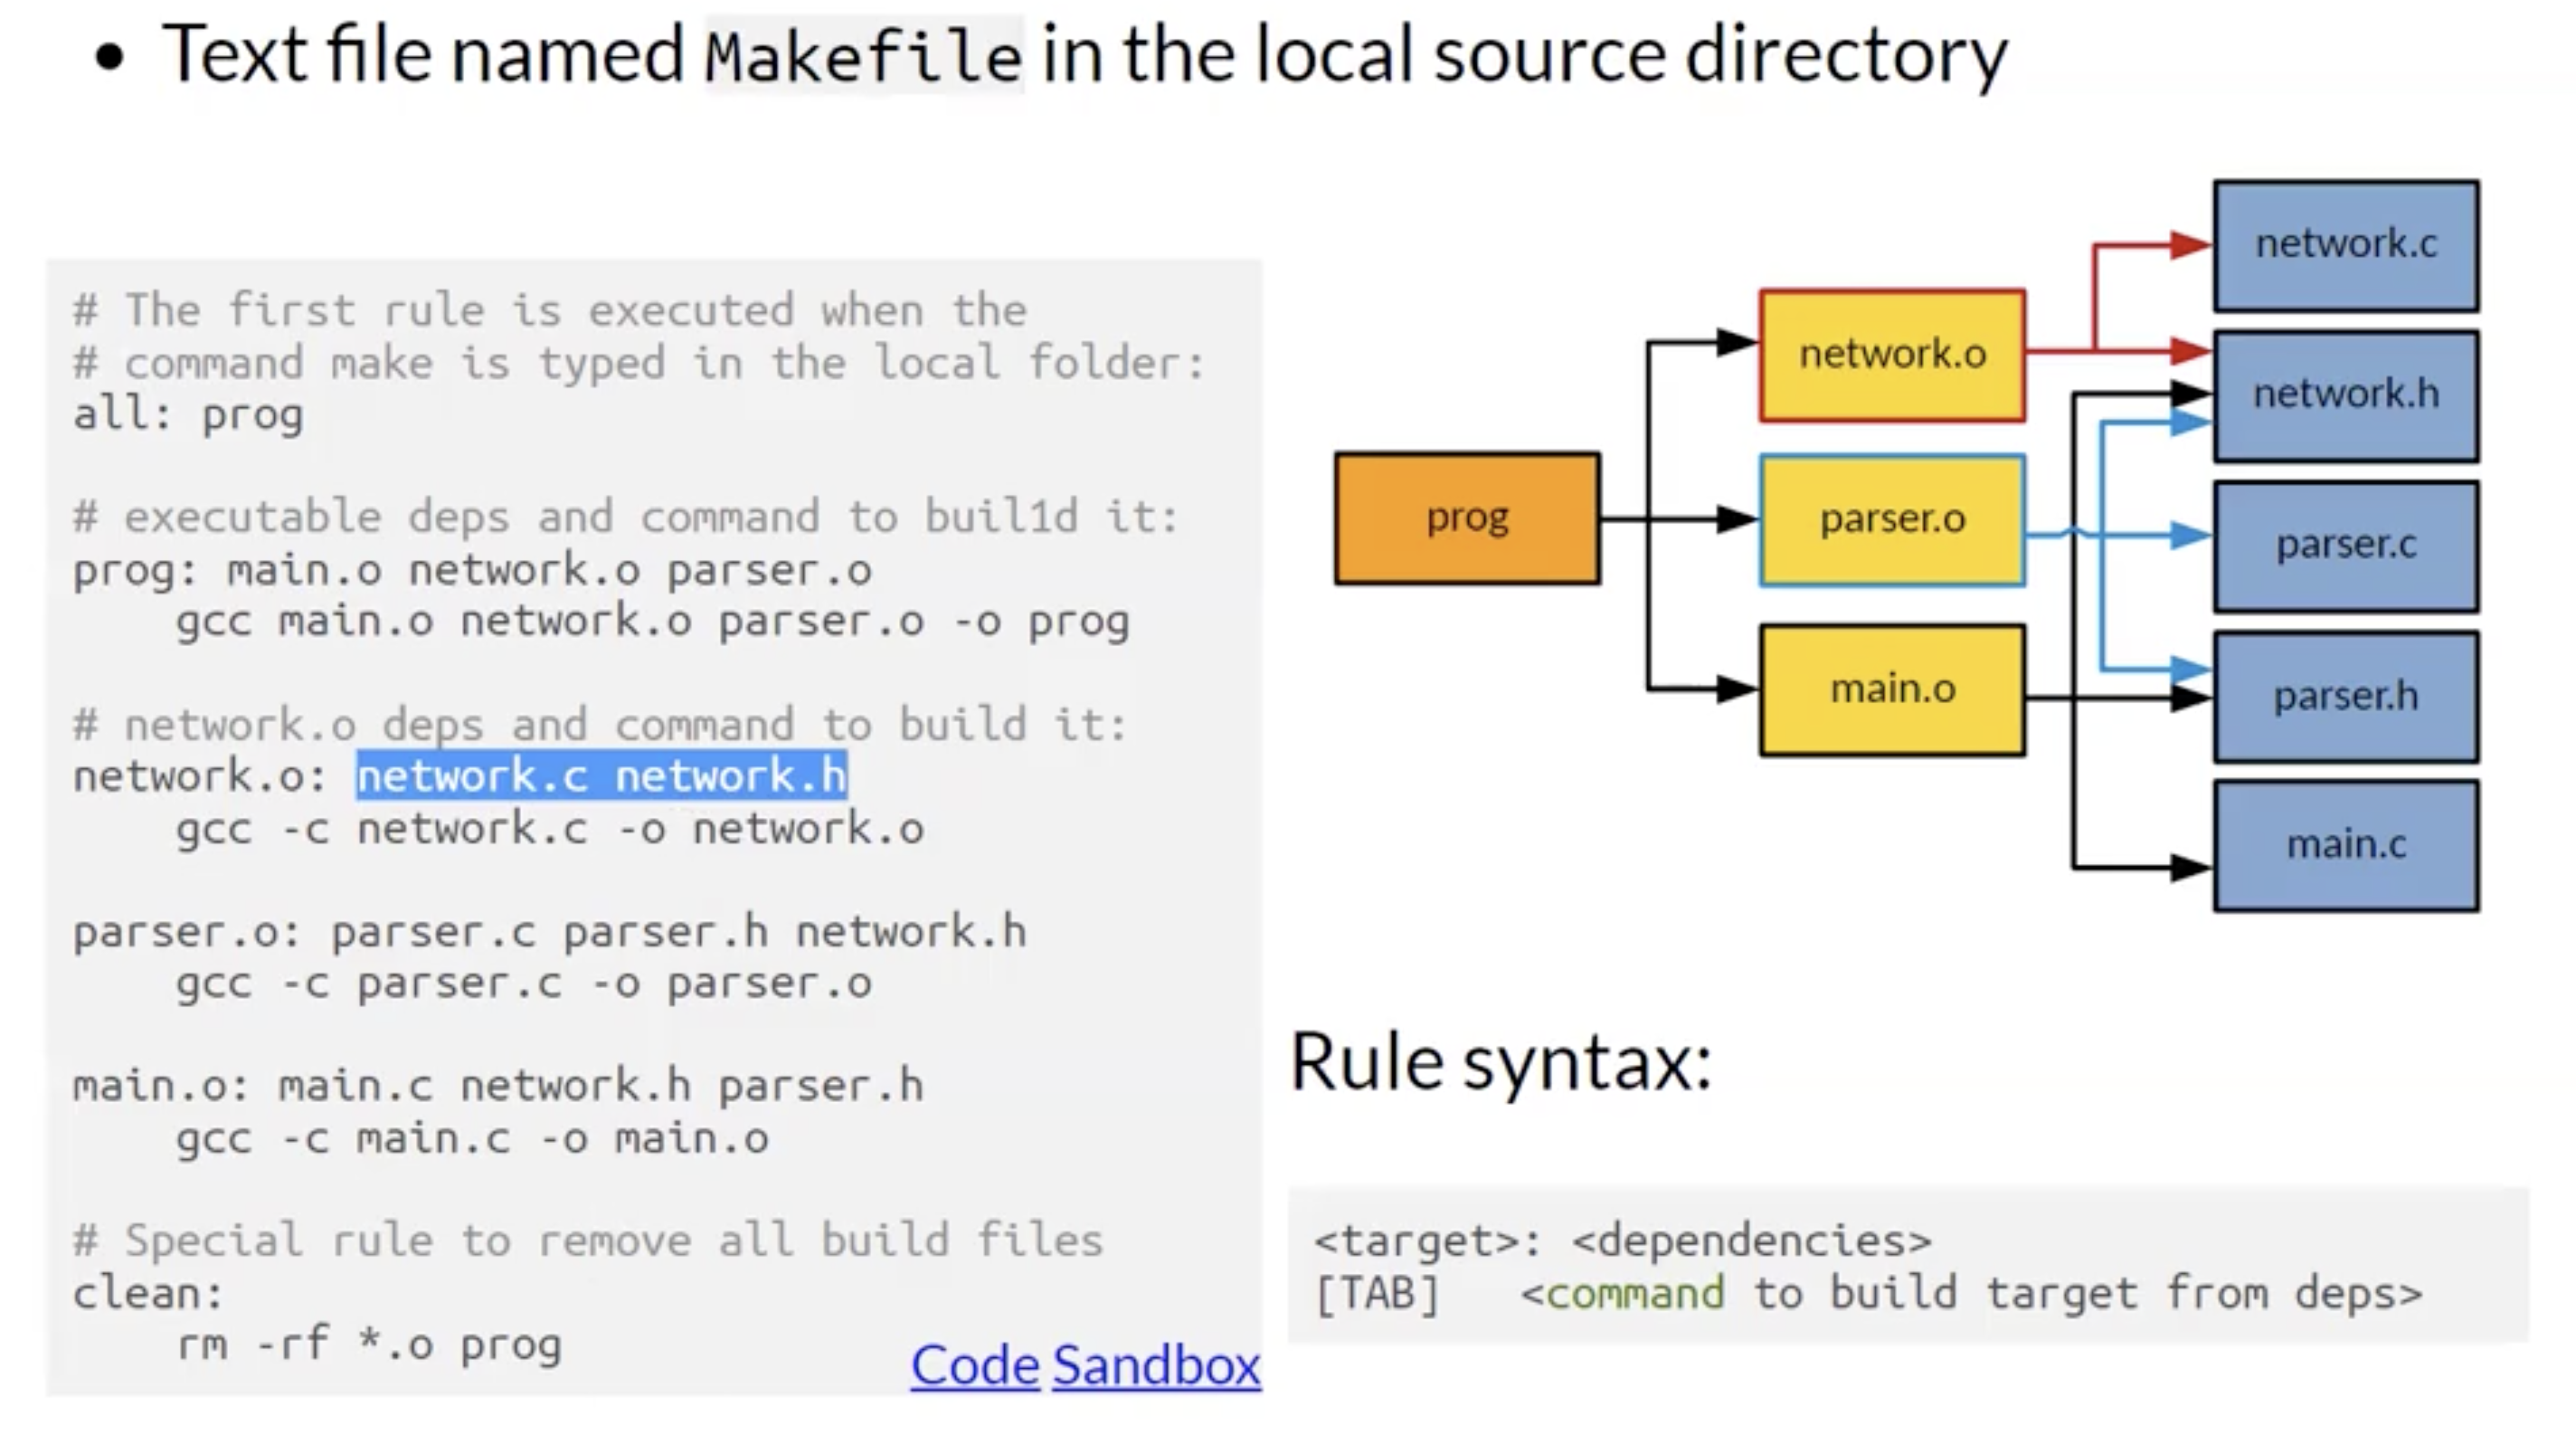 • Text file named Makefile in the local source directory
# The first rule is executed when the
# command make is typed in the local folder:
all: prog
# executable deps and command to buil1d it:
prog: main.o network.o parser.o
    gcc main.o network.o parser.o -o prog
# network.o deps and command to build it:
network.o: network.c network.h
    gcc -c network.c -o network.o
parser.o: parser.c parser.h network.h
    gcc -c parser.c -o parser.o
main.o: main.c network.h parser.h
    gcc -c main.c -o main.o
# Special rule to remove all build files
clean:
    rm -rf *.o prog
Code Sandbox
prog
network.o
parser.o
main.o
network.c
network.h
parser.c
parser.h
main.c
Rule syntax:
<target>: <dependencies>
[TAB]   <command to build target from deps>